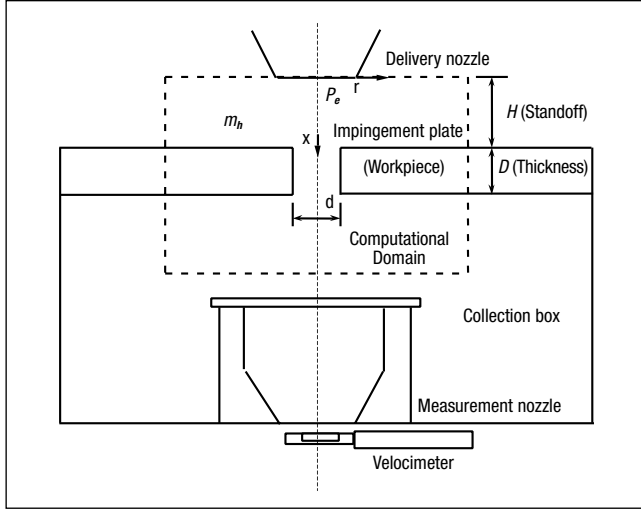 Delivery nozzle
r
P_e
H (Standoff)
m_h
x
Impingement plate
(Workpiece)
D (Thickness)
d
Computational
Domain
Collection box
Measurement nozzle
Velocimeter